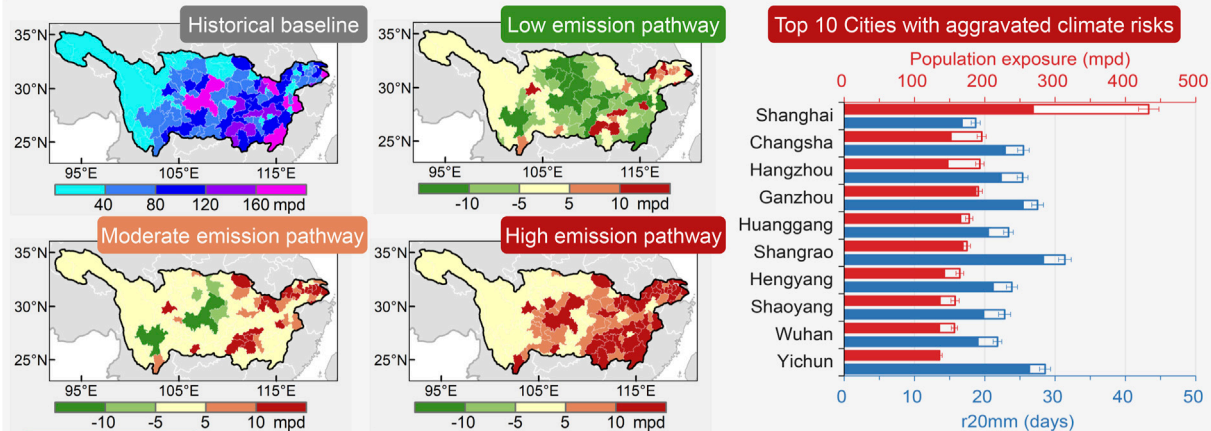 Historical baseline
35°N
30°N
25°N
95°E 105°E 115°E
40 80 120 160 mpd
Low emission pathway
35°N
30°N
25°N
95°E 105°E 115°E
-10 -5 5 10 mpd
Moderate emission pathway
35°N
30°N
25°N
95°E 105°E 115°E
-10 -5 5 10 mpd
High emission pathway
35°N
30°N
25°N
95°E 105°E 115°E
-10 -5 5 10 mpd
Top 10 Cities with aggravated climate risks
Population exposure (mpd)
0 100 200 300 400 500
Shanghai
Changsha
Hangzhou
Ganzhou
Huanggang
Shangrao
Hengyang
Shaoyang
Wuhan
Yichun
0 10 20 30 40 50
r20mm (days)